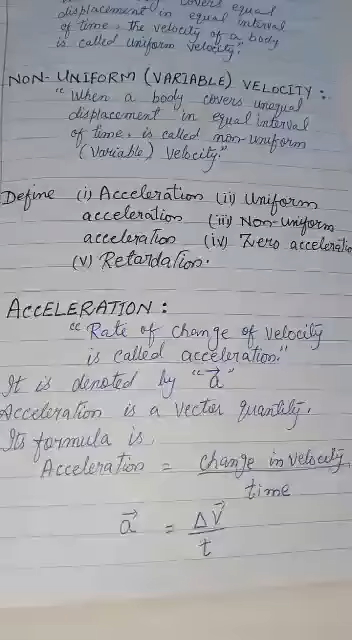 covers equal
displacement in equal interval
of time, the velocity of a body
is called uniform velocity."
NON-UNIFORM (VARIABLE) VELOCITY :-
"When a body covers unequal
displacement in equal interval
of time, is called non-uniform
(variable) velocity."
Define (i) Acceleration (ii) Uniform
acceleration (iii) Non-uniform
acceleration (iv) Zero acceleratio
(v) Retardation.
ACCELERATION :
"Rate of change of velocity
is called acceleration."
It is denoted by "a⃗"
Acceleration is a vector quantity.
Its formula is,
Acceleration = change in velocity
time
a⃗ = ΔV⃗
t